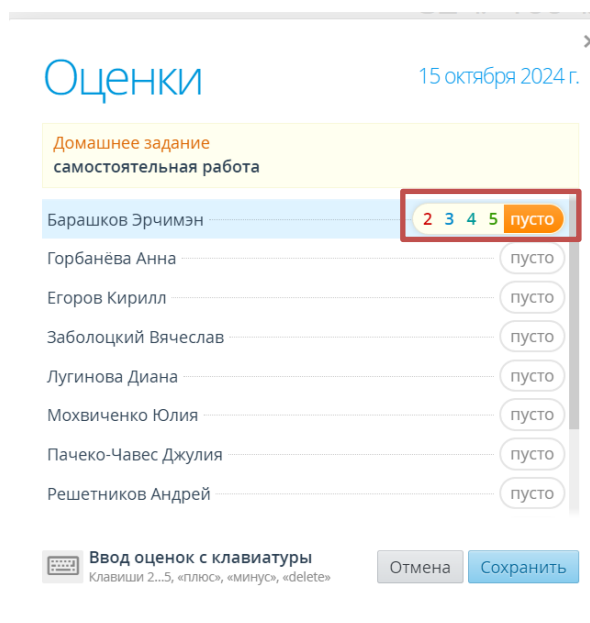 Оценки
15 октября 2024 г.
Домашнее задание
самостоятельная работа
Барашков Эрчимэн 2 3 4 5 пусто
Горбанёва Анна пусто
Егоров Кирилл пусто
Заболоцкий Вячеслав пусто
Лугинова Диана пусто
Мохвиченко Юлия пусто
Пачеко-Чавес Джулия пусто
Решетников Андрей пусто
Ввод оценок с клавиатуры
Клавиши 2...5, «плюс», «минус», «delete»
Отмена
Сохранить